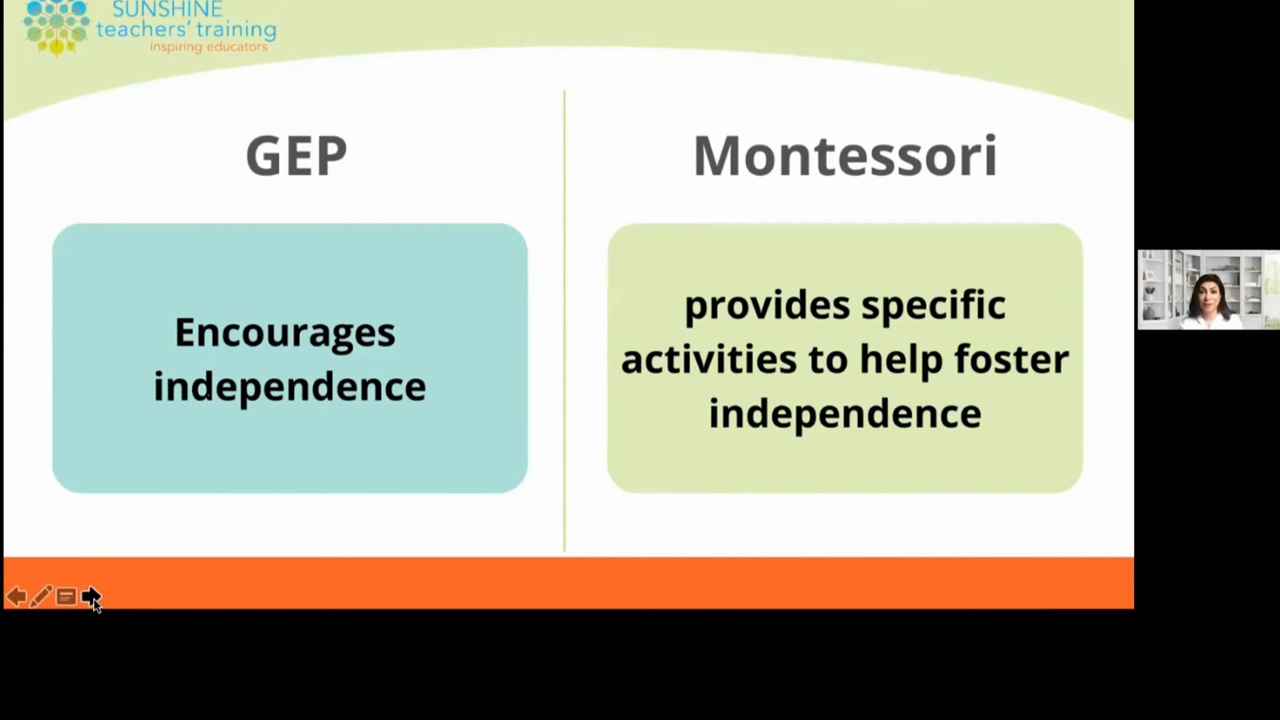 SUNSHINE
teachers' training
inspiring educators
GEP
Montessori
Encourages
independence
provides specific
activities to help foster
independence